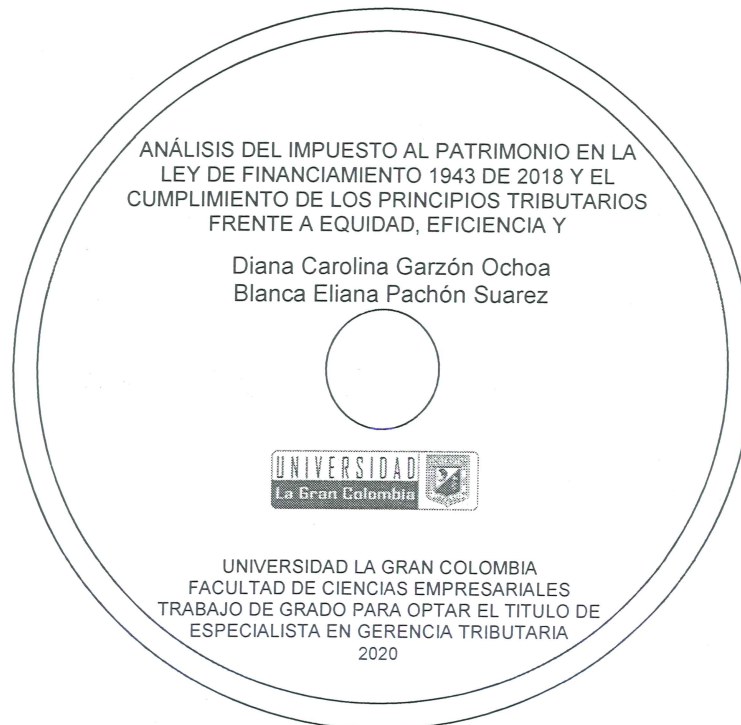 ANÁLISIS DEL IMPUESTO AL PATRIMONIO EN LA
LEY DE FINANCIAMIENTO 1943 DE 2018 Y EL
CUMPLIMIENTO DE LOS PRINCIPIOS TRIBUTARIOS
FRENTE A EQUIDAD, EFICIENCIA Y
Diana Carolina Garzón Ochoa
Blanca Eliana Pachón Suarez
UNIVERSIDAD
La Gran Colombia
UNIVERSIDAD LA GRAN COLOMBIA
FACULTAD DE CIENCIAS EMPRESARIALES
TRABAJO DE GRADO PARA OPTAR EL TITULO DE
ESPECIALISTA EN GERENCIA TRIBUTARIA
2020